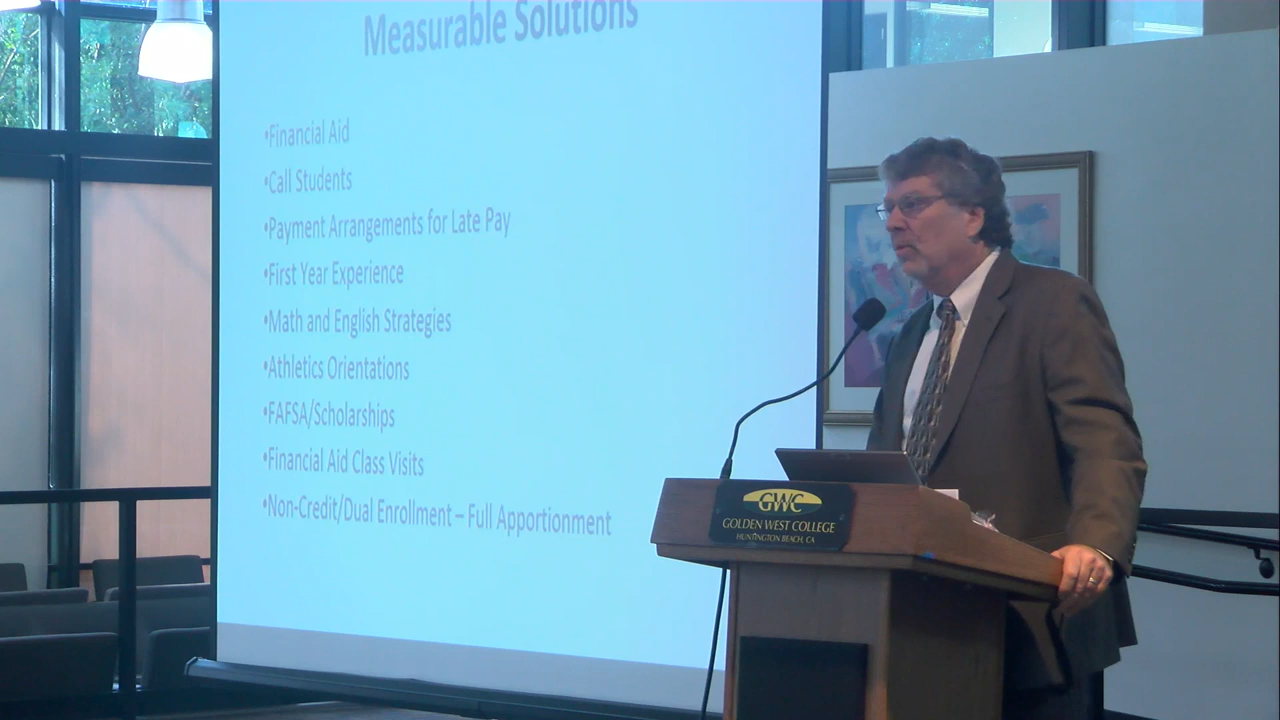 Measurable Solutions
•Financial Aid
•Call Students
•Payment Arrangements for Late Pay
•First Year Experience
•Math and English Strategies
•Athletics Orientations
•FAFSA/Scholarships
•Financial Aid Class Visits
•Non-Credit/Dual Enrollment – Full Apportionment
GWC
GOLDEN WEST COLLEGE
HUNTINGTON BEACH, CA